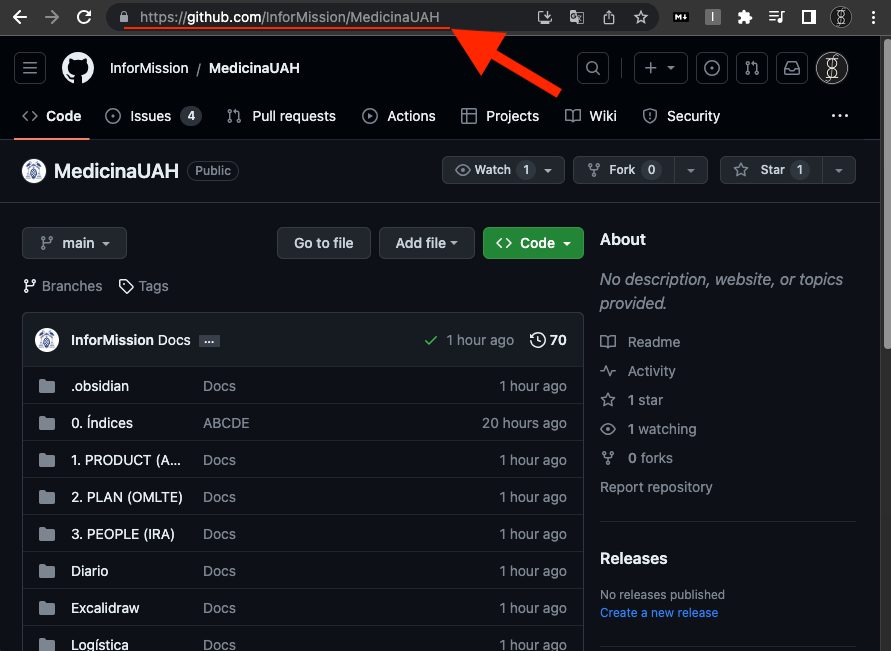 https://github.com/InforMission/MedicinaUAH
M↓
InforMission / MedicinaUAH
Code
Issues 4
Pull requests
Actions
Projects
Wiki
Security
MedicinaUAH Public
Watch 1
Fork 0
Star 1
main
Go to file
Add file
Code
Branches
Tags
InforMission Docs ...
1 hour ago
70
.obsidian Docs 1 hour ago
0. Índices ABCDE 20 hours ago
1. PRODUCT (A... Docs 1 hour ago
2. PLAN (OMLTE) Docs 1 hour ago
3. PEOPLE (IRA) Docs 1 hour ago
Diario Docs 1 hour ago
Excalidraw Docs 1 hour ago
Logística Docs 1 hour ago
About
No description, website, or topics
provided.
Readme
Activity
1 star
1 watching
0 forks
Report repository
Releases
No releases published
Create a new release